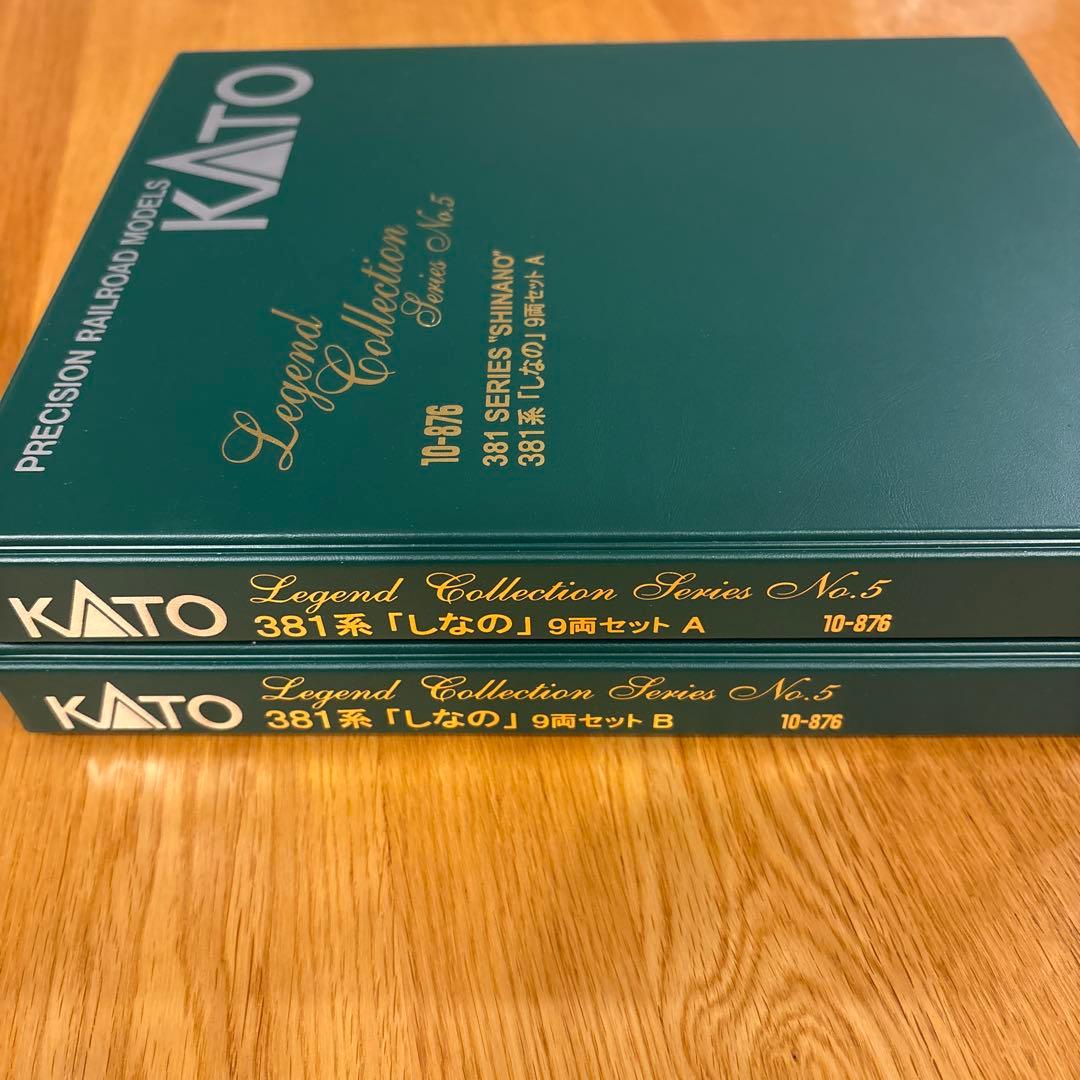 PRECISION RAILROAD MODELS
KATO
Legend
Collection
Series No.5
10-876
381 SERIES "SHINANO"
381系「しなの」9両セット A
KATO
Legend Collection Series No.5
381系「しなの」9両セット A 10-876
KATO
Legend Collection Series No.5
381系「しなの」9両セット B 10-876